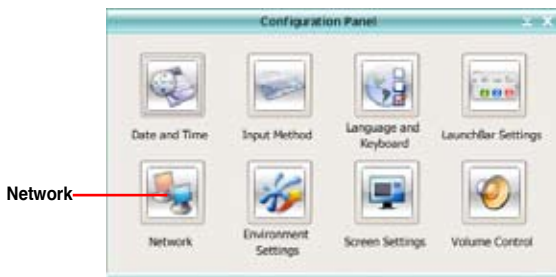 Configuration Panel
Date and Time
Input Method
Language and
Keyboard
LaunchBar Settings
Network
Network
Environment
Settings
Screen Settings
Volume Control